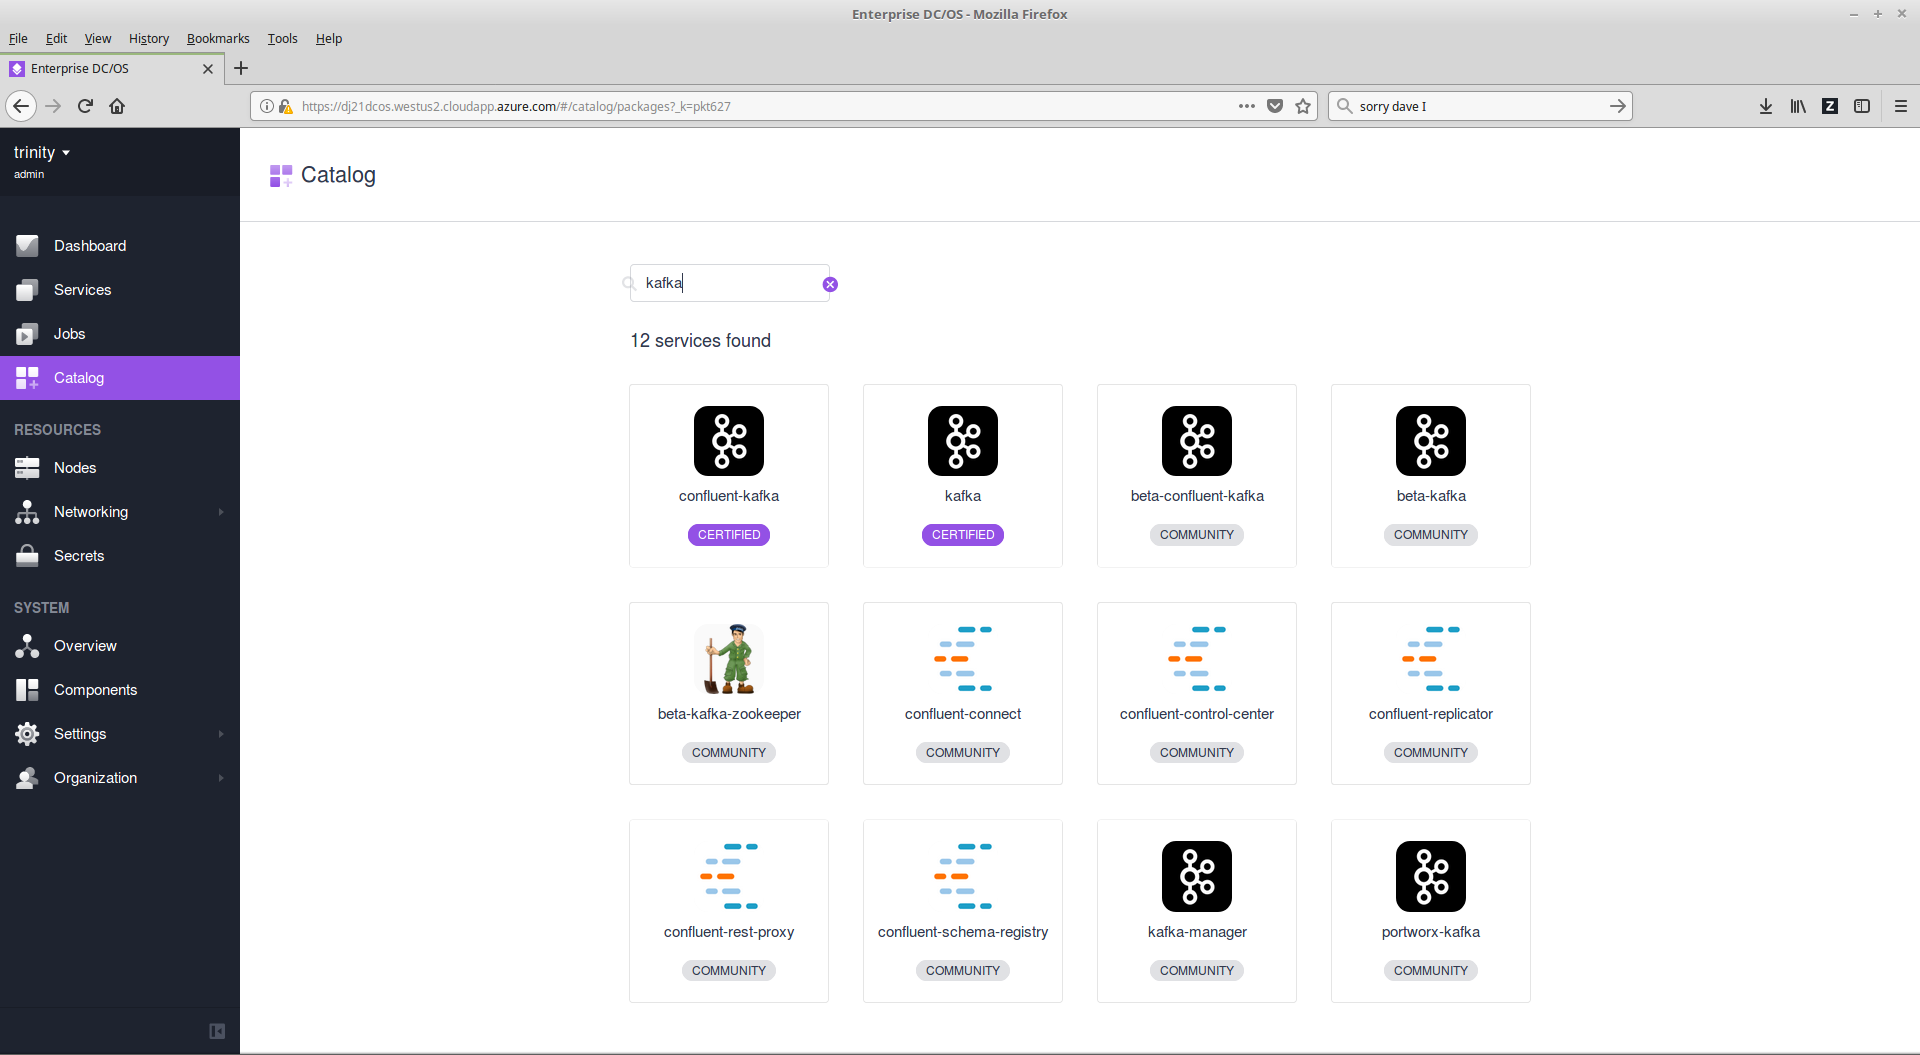 Enterprise DC/OS - Mozilla Firefox
File Edit View History Bookmarks Tools Help
Enterprise DC/OS
https://dj21dcos.westus2.cloudapp.azure.com/#/catalog/packages?_k=pkt627
sorry dave I
Z
trinity
admin
Dashboard
Services
Jobs
Catalog
RESOURCES
Nodes
Networking
Secrets
SYSTEM
Overview
Components
Settings
Organization
Catalog
kafka
12 services found
confluent-kafka kafka beta-confluent-kafka beta-kafka
CERTIFIED CERTIFIED COMMUNITY COMMUNITY
beta-kafka-zookeeper confluent-connect confluent-control-center confluent-replicator
COMMUNITY COMMUNITY COMMUNITY COMMUNITY
confluent-rest-proxy confluent-schema-registry kafka-manager portworx-kafka
COMMUNITY COMMUNITY COMMUNITY COMMUNITY